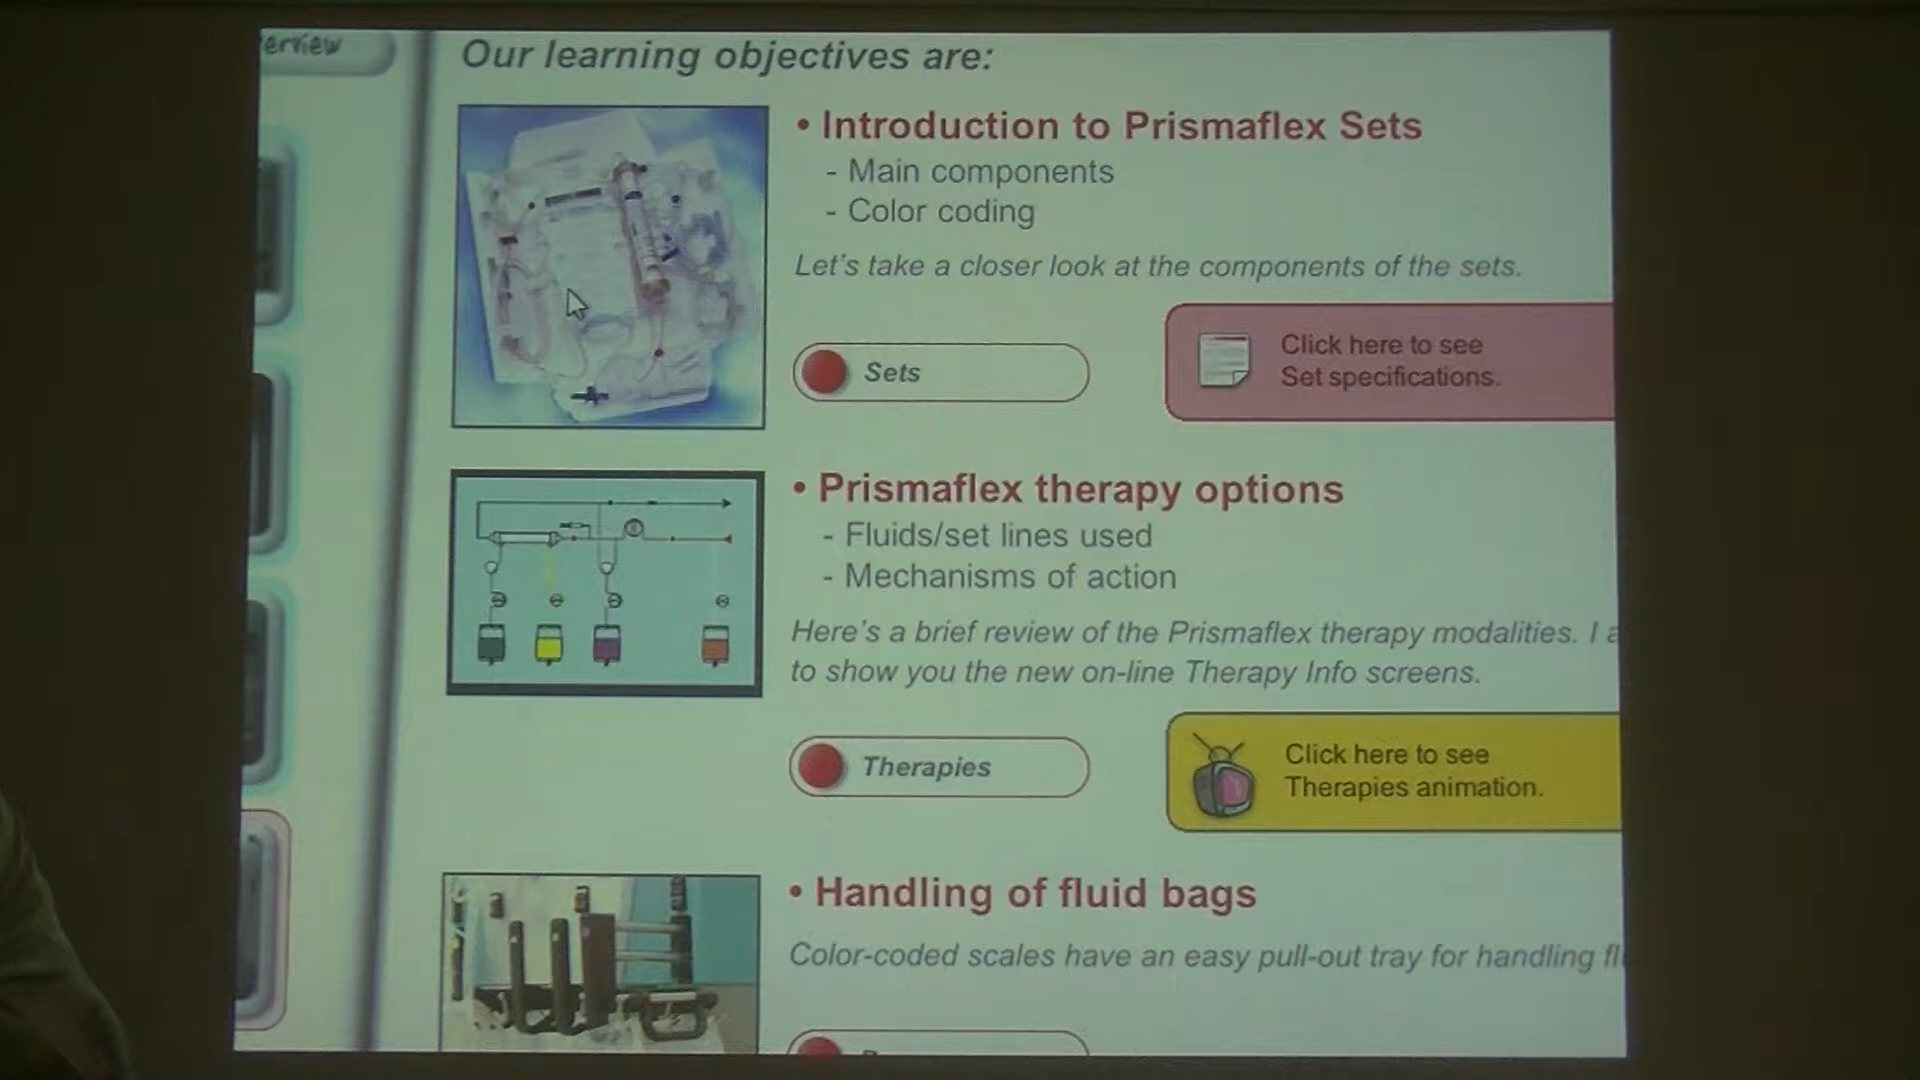 erview
Our learning objectives are:
• Introduction to Prismaflex Sets
- Main components
- Color coding
Let's take a closer look at the components of the sets.
Sets
Click here to see
Set specifications.
• Prismaflex therapy options
- Fluids/set lines used
- Mechanisms of action
Here's a brief review of the Prismaflex therapy modalities. I a
to show you the new on-line Therapy Info screens.
Therapies
Click here to see
Therapies animation.
• Handling of fluid bags
Color-coded scales have an easy pull-out tray for handling fl